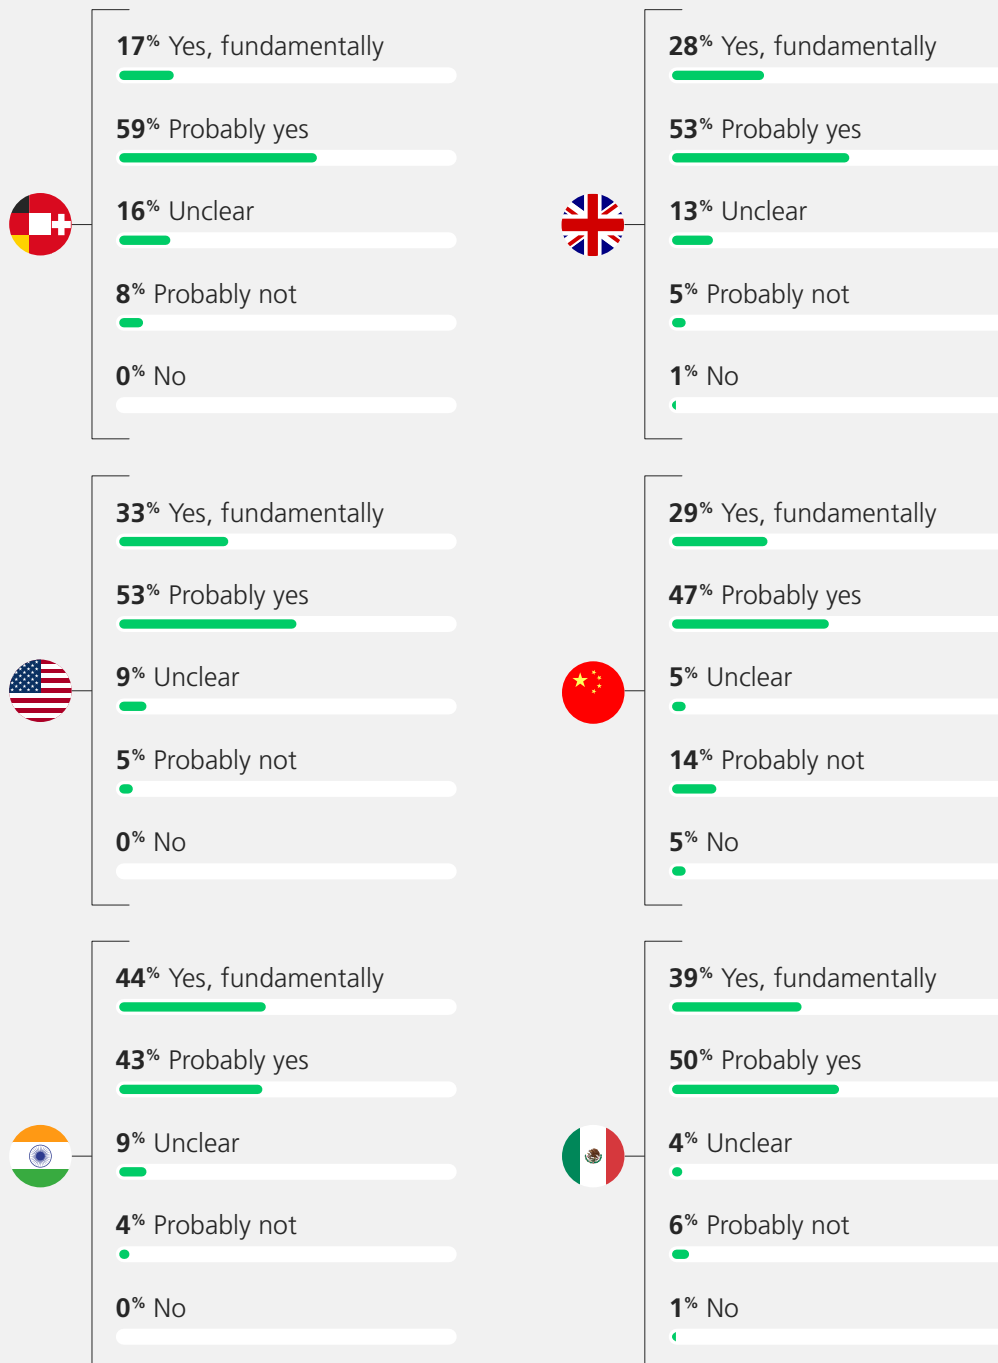 17% Yes, fundamentally
59% Probably yes
16% Unclear
8% Probably not
0% No
28% Yes, fundamentally
53% Probably yes
13% Unclear
5% Probably not
1% No
33% Yes, fundamentally
53% Probably yes
9% Unclear
5% Probably not
0% No
29% Yes, fundamentally
47% Probably yes
5% Unclear
14% Probably not
5% No
44% Yes, fundamentally
43% Probably yes
9% Unclear
4% Probably not
0% No
39% Yes, fundamentally
50% Probably yes
4% Unclear
6% Probably not
1% No